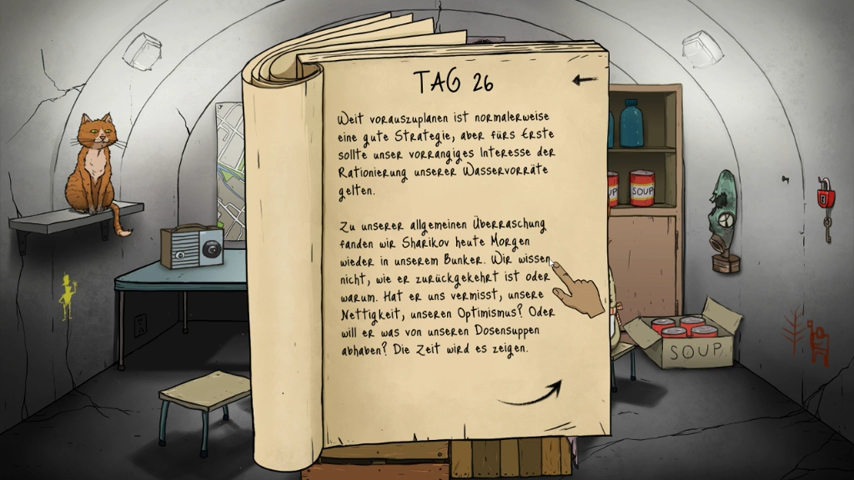 TAG 26
Weit vorauszuplanen ist normalerweise
eine gute Strategie, aber fürs Erste
sollte unser vorrangiges Interesse der
Rationierung unserer Wasservorräte
gelten.
Zu unserer allgemeinen Überraschung
fanden wir Sharikov heute Morgen
wieder in unserem Bunker. Wir wissen
nicht, wie er zurückgekehrt ist oder
warum. Hat er uns vermisst, unsere
Nettigkeit, unseren Optimismus? Oder
will er was von unseren Dosensuppen
abhaben? Die Zeit wird es zeigen.
SOUP
SOUP